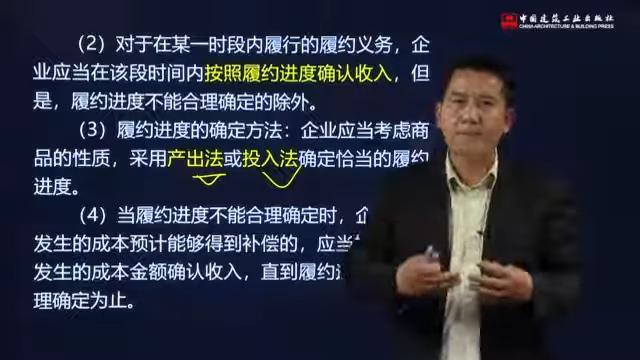 中国建筑工业出版社
CHINA ARCHITECTURE & BUILDING PRESS
（2）对于在某一时段内履行的履约义务，企
业应当在该段时间内按照履约进度确认收入，但
是，履约进度不能合理确定的除外。
（3）履约进度的确定方法：企业应当考虑商
品的性质，采用产出法或投入法确定恰当的履约
进度。
（4）当履约进度不能合理确定时，企
发生的成本预计能够得到补偿的，应当
发生的成本金额确认收入，直到履约
理确定为止。